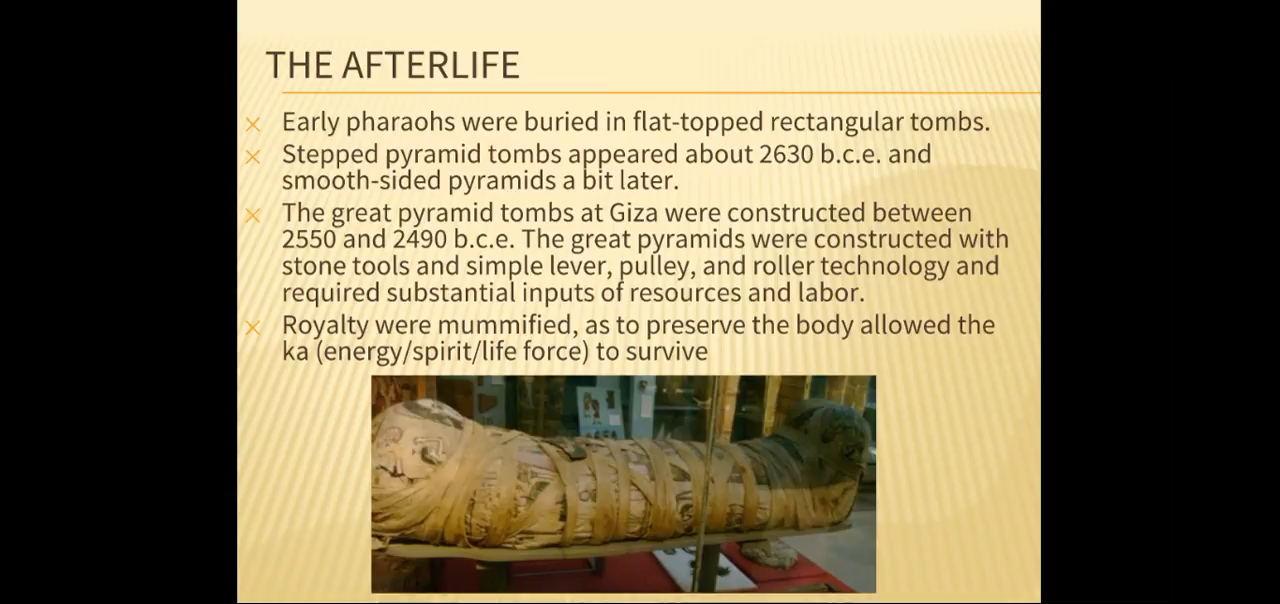 THE AFTERLIFE
Early pharaohs were buried in flat-topped rectangular tombs.
Stepped pyramid tombs appeared about 2630 b.c.e. and
smooth-sided pyramids a bit later.
The great pyramid tombs at Giza were constructed between
2550 and 2490 b.c.e. The great pyramids were constructed with
stone tools and simple lever, pulley, and roller technology and
required substantial inputs of resources and labor.
Royalty were mummified, as to preserve the body allowed the
ka (energy/spirit/life force) to survive